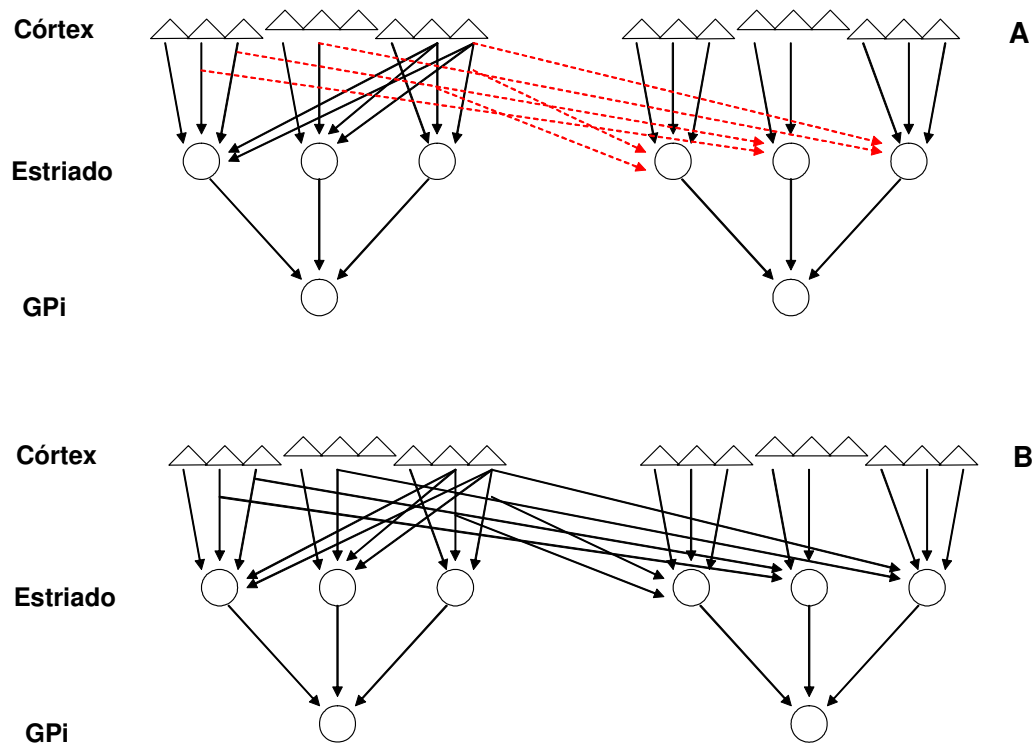 Córtex
A
Estriado
GPi
Córtex
B
Estriado
GPi